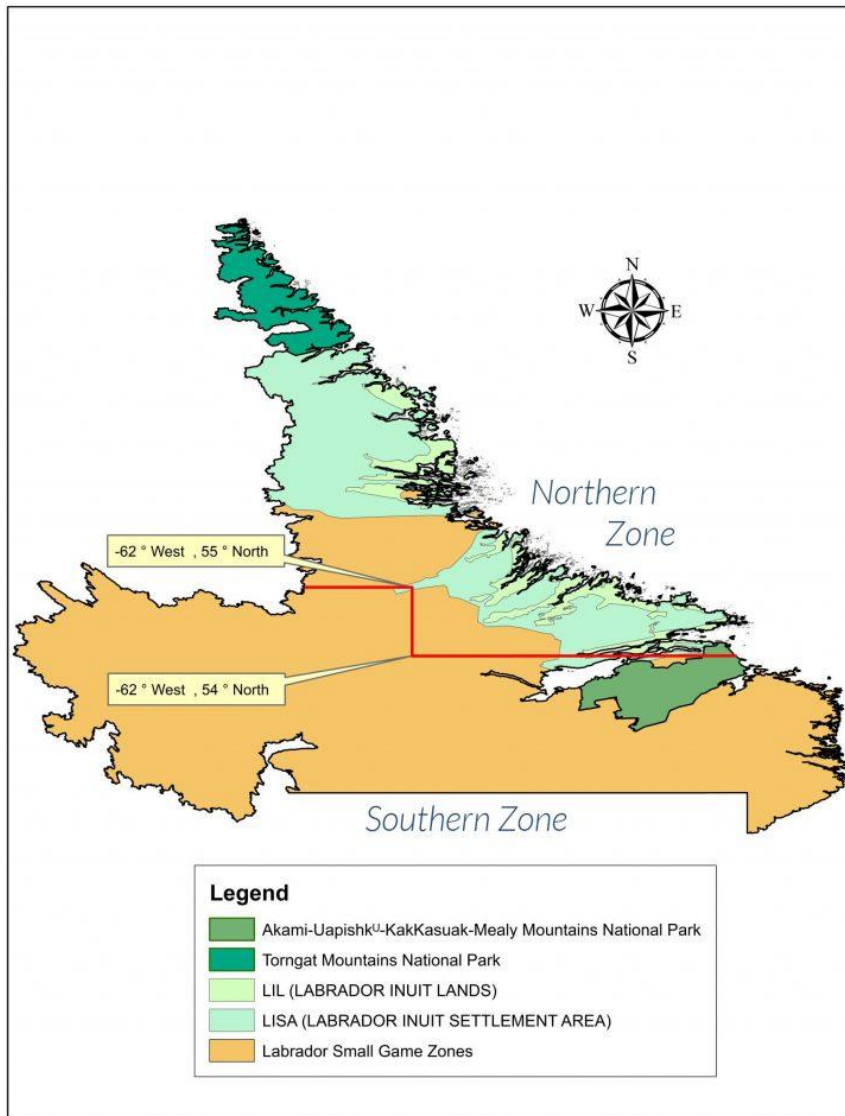 N
W E
S
Northern
Zone
-62 ° West , 55 ° North
-62 ° West , 54 ° North
Southern Zone
Legend
Akami-Uapishkᵁ-KakKasuak-Mealy Mountains National Park
Torngat Mountains National Park
LIL (LABRADOR INUIT LANDS)
LISA (LABRADOR INUIT SETTLEMENT AREA)
Labrador Small Game Zones